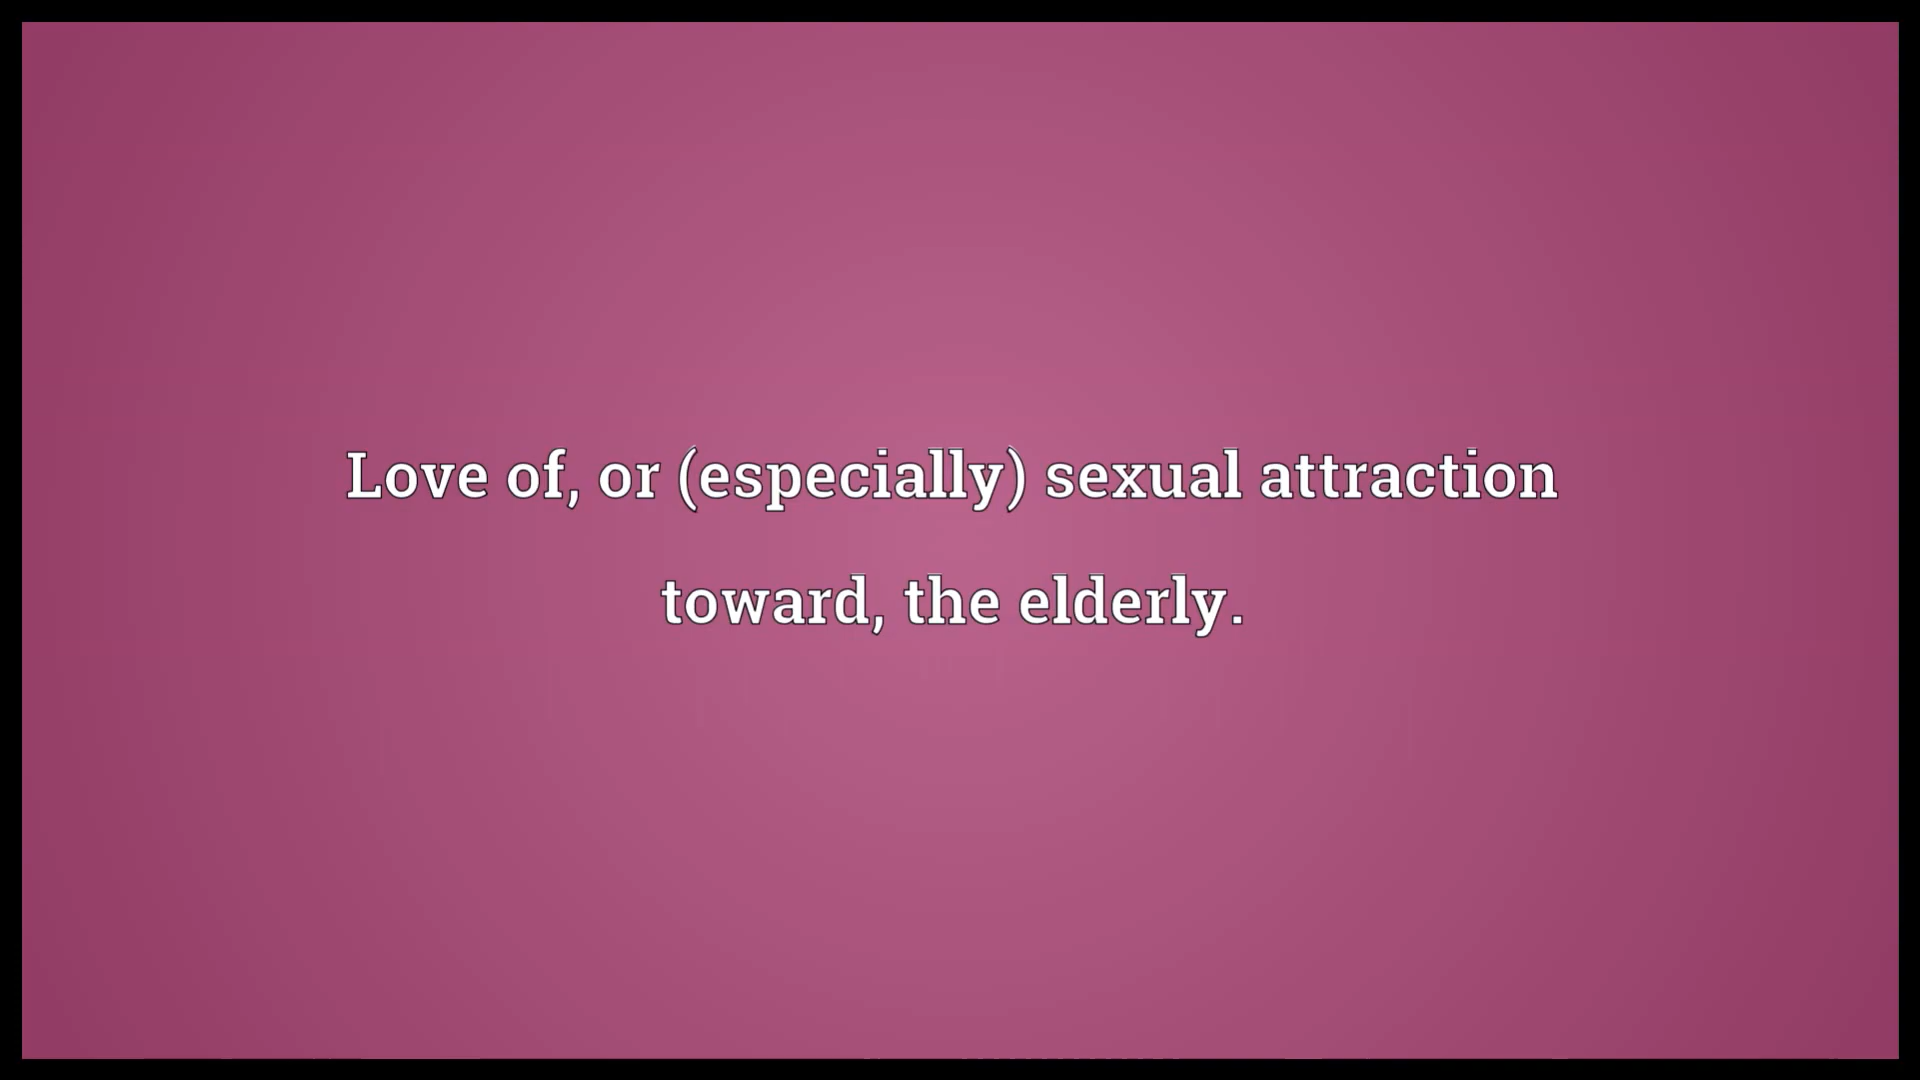 Love of, or (especially) sexual attraction
toward, the elderly.